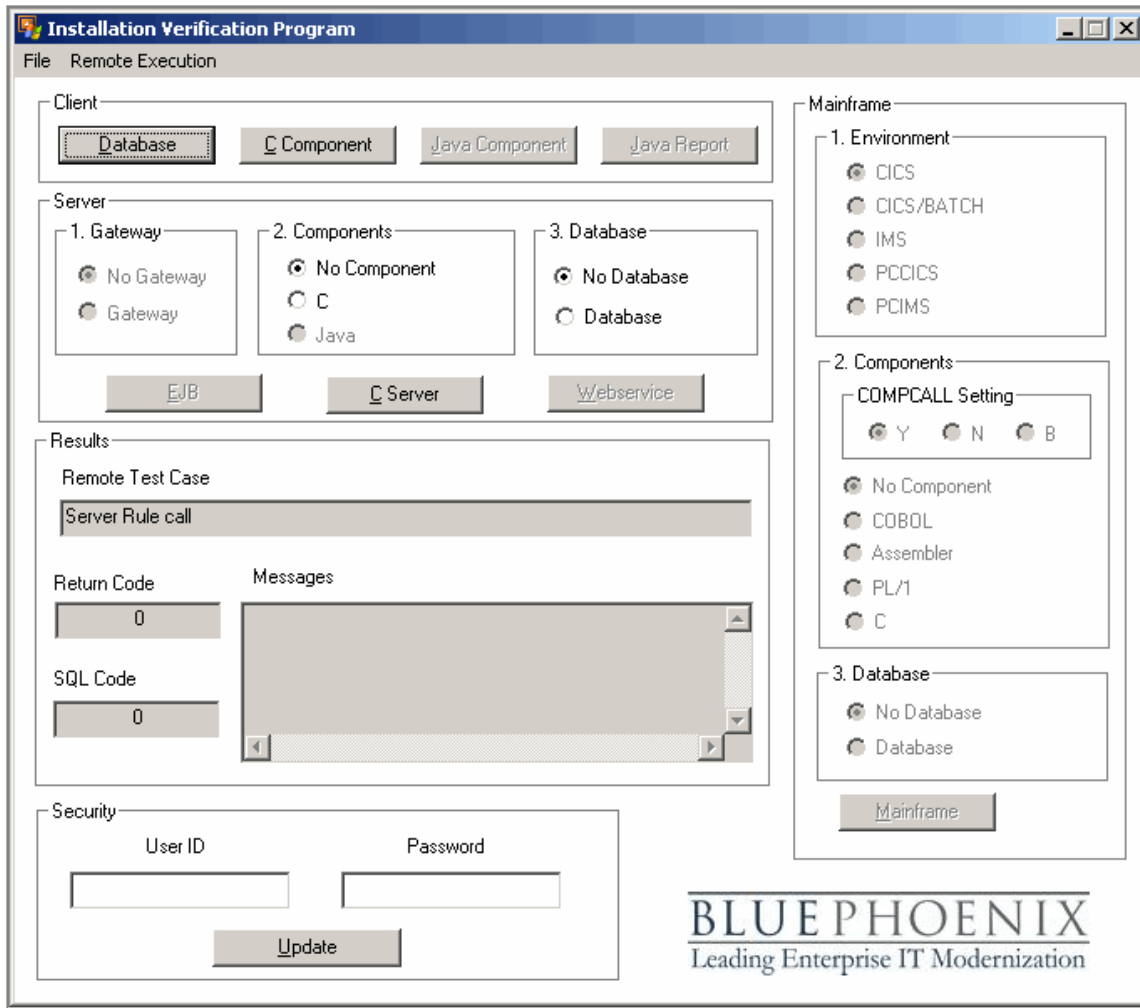 Installation Verification Program
File Remote Execution
Client
Database C Component Java Component Java Report
Server
1. Gateway
No Gateway
Gateway
2. Components
No Component
C
Java
3. Database
No Database
Database
EJB C Server Webservice
Results
Remote Test Case
Server Rule call
Return Code
0
SQL Code
0
Messages
Security
User ID Password
Update
Mainframe
1. Environment
CICS
CICS/BATCH
IMS
PCCICS
PCIMS
2. Components
COMPCALL Setting
Y N B
No Component
COBOL
Assembler
PL/1
C
3. Database
No Database
Database
Mainframe
BLUEPHOENIX
Leading Enterprise IT Modernization